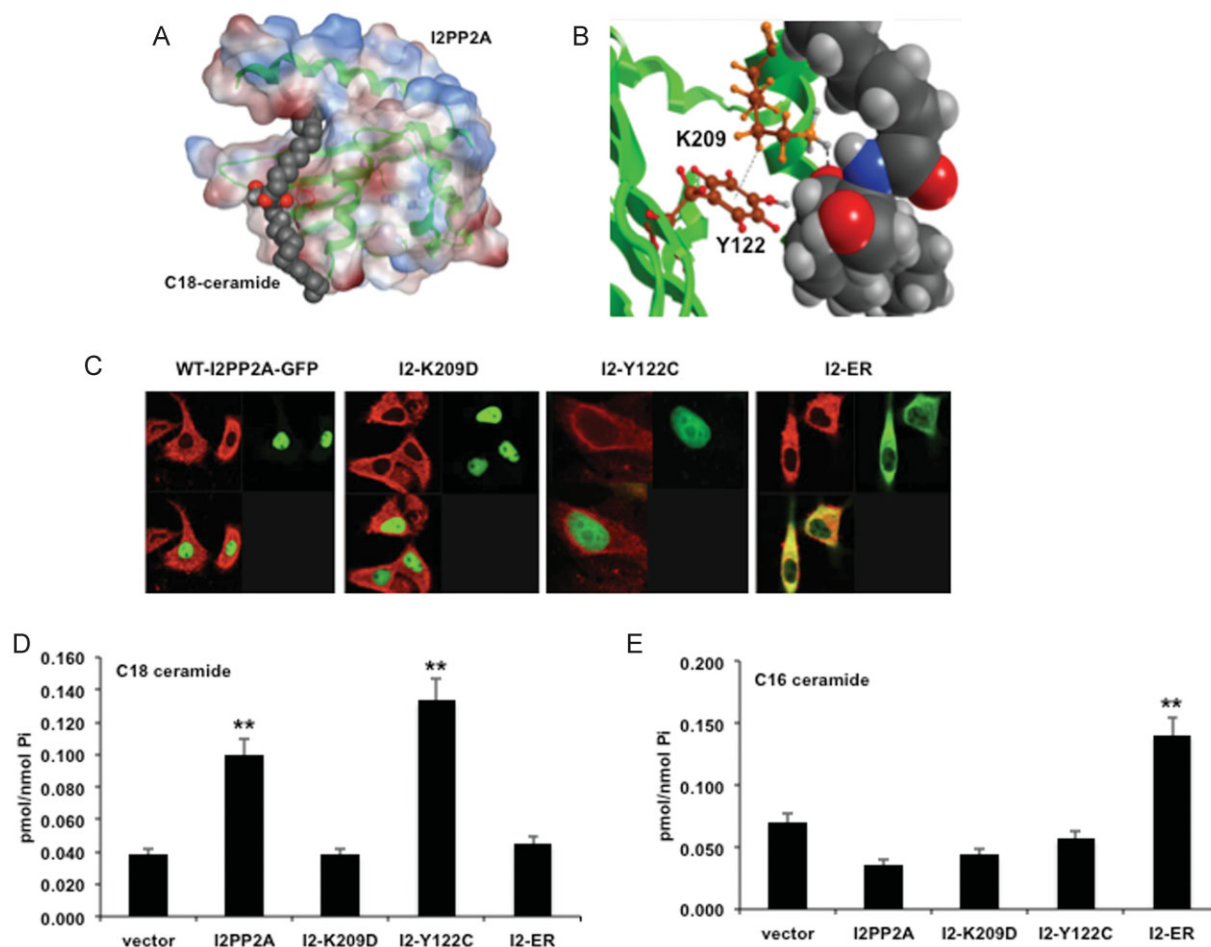 A
I2PP2A
C18-ceramide
B
K209
Y122
C
WT-I2PP2A-GFP
I2-K209D
I2-Y122C
I2-ER
D
C18 ceramide
pmol/nmol Pi
0.160
0.140
0.120
0.100
0.080
0.060
0.040
0.020
0.000
**
**
vector I2PP2A I2-K209D I2-Y122C I2-ER
E
C16 ceramide
pmol/nmol Pi
0.200
0.150
0.100
0.050
0.000
**
vector I2PP2A I2-K209D I2-Y122C I2-ER